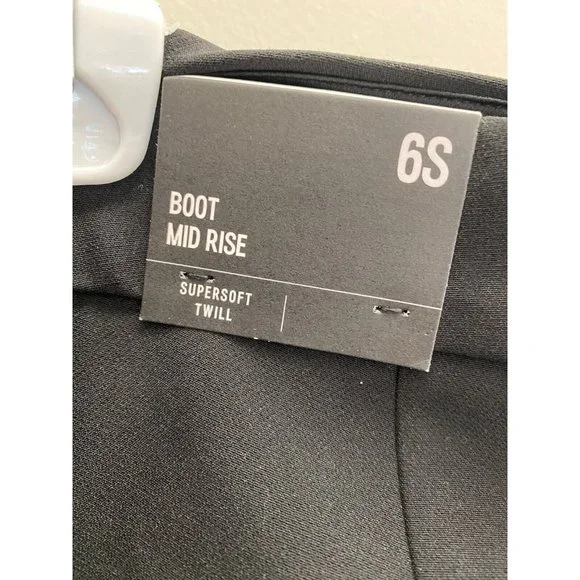 6S
BOOT
MID RISE
SUPERSOFT
TWILL